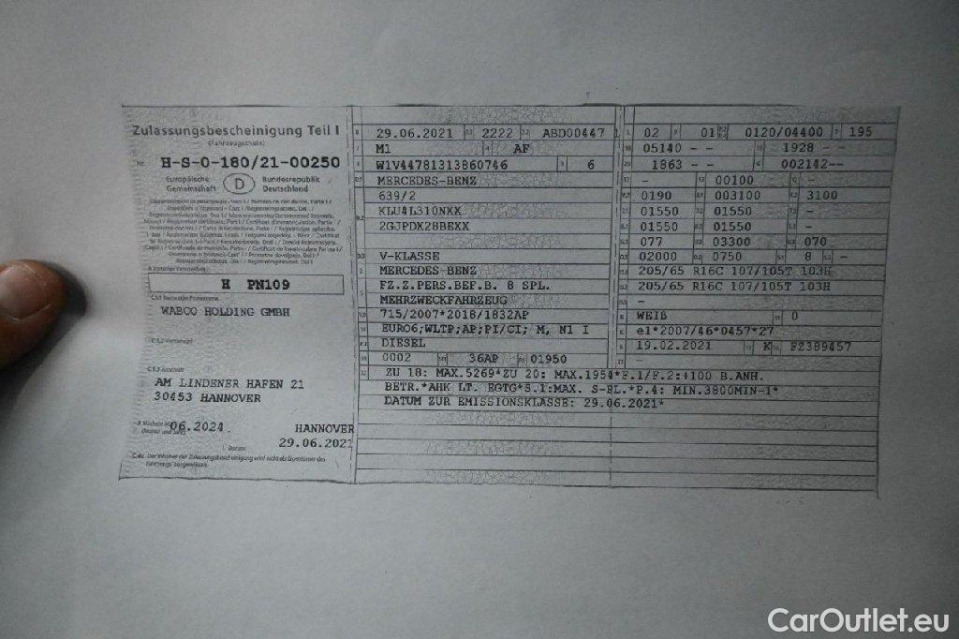 Zulassungsbescheinigung Teil I
(Fahrzeugschein)
Nr. H-S-0-180/21-00250
Europäische Gemeinschaft D Bundesrepublik Deutschland
H PN109
WABCO HOLDING GMBH
AM LINDENER HAFEN 21
30453 HANNOVER
06.2024 HANNOVER
29.06.2021
B 29.06.2021 2222 ABD00447
M1 AF
W1V44781313860746 6
MERCEDES-BENZ
639/2
KLU4L310NXX
2GJPDX28BEXX
V-KLASSE
MERCEDES BENZ
FZ.Z.PERS.BEF.B. 8 SPL.
MEHRZWECKFAHRZEUG
715/2007*2018/1832AP
EURO6;WLTP;AP;PI/CI; M, N1 I
DIESEL
0002 36AP 01950
ZU 18: MAX.5269*ZU 20: MAX.1954*F.1/F.2:+100 B.ANH.
BETR.*AHK LT. EGTG*S.1:MAX. S-PL.*P.4: MIN.3800MIN-1*
DATUM ZUR EMISSIONSKLASSE: 29.06.2021*
L 02 01 0120/04400 195
05140 - - 1928 - -
1863 - - 002142--
- 00100 -
0190 003100 3100
01550 01550 -
01550 01550 -
077 03300 070
02000 0750 8 -
205/65 R16C 107/105T 103H
205/65 R16C 107/105T 103H
-
WEIß 0
K e1*2007/46*0457*27
19.02.2021 K FZ389457
-
CarOutlet.eu